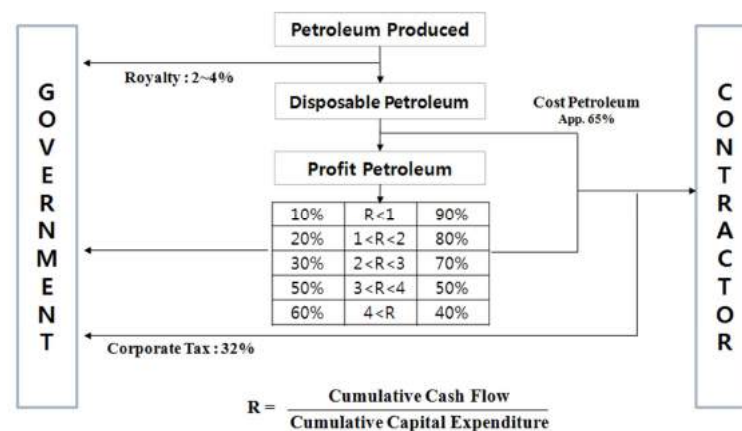 GOVERNMENT
Petroleum Produced
Royalty : 2~4%
Disposable Petroleum
Cost Petroleum
App. 65%
Profit Petroleum
10% R<1 90%
20% 1<R<2 80%
30% 2<R<3 70%
50% 3<R<4 50%
60% 4<R 40%
Corporate Tax : 32%
CONTRACTOR
R = Cumulative Cash Flow
Cumulative Capital Expenditure